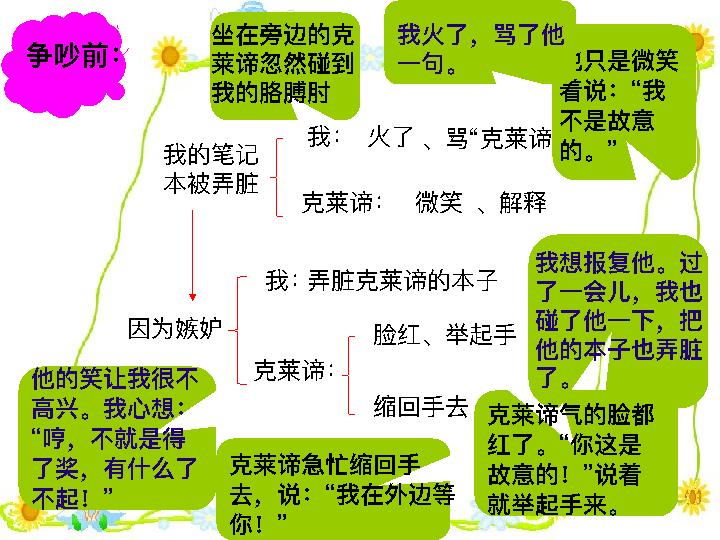 争吵前：
坐在旁边的克
莱谛忽然碰到
我的胳膊肘
我火了，骂了他
一句。
只是微笑
着说：“我
不是故意
的。”
我的笔记
本被弄脏
我： 火了 、骂“克莱谛
克莱谛： 微笑 、解释
因为嫉妒
我：弄脏克莱谛的本子
克莱谛：
脸红、举起手
缩回手去
我想报复他。过
了一会儿，我也
碰了他一下，把
他的本子也弄脏
了。
他的笑让我很不
高兴。我心想：
“哼，不就是得
了奖，有什么了
不起！”
克莱谛急忙缩回手
去，说：“我在外边等
你！”
克莱谛气的脸都
红了。“你这是
故意的！”说着
就举起手来。